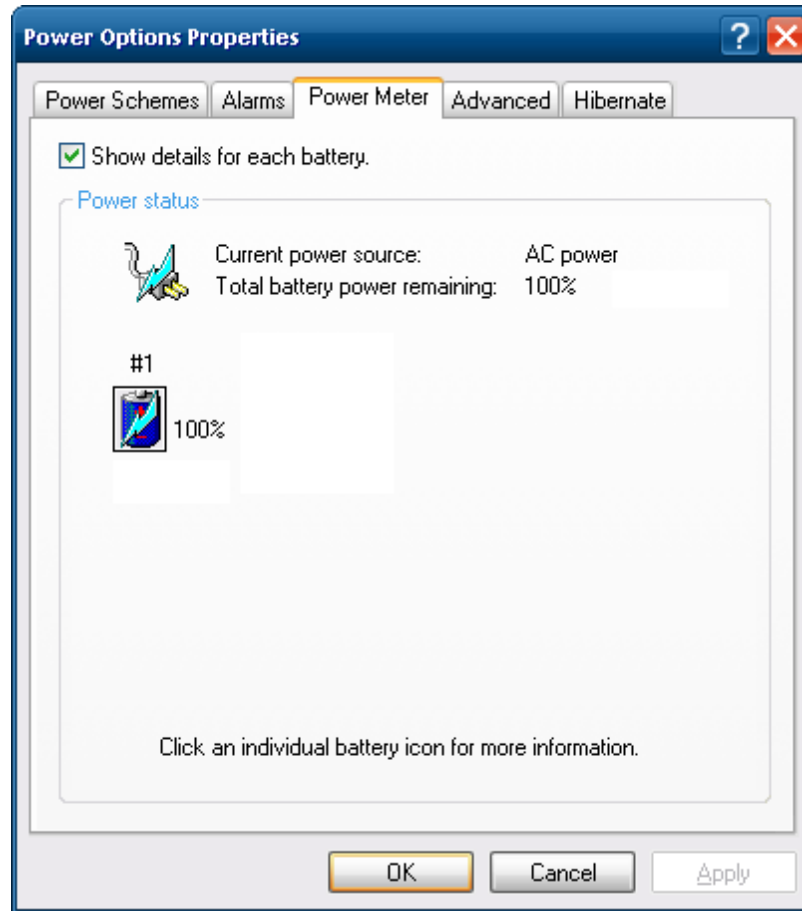 Power Options Properties
Power Schemes Alarms Power Meter Advanced Hibernate
Show details for each battery.
Power status
Current power source: AC power
Total battery power remaining: 100%
#1
100%
Click an individual battery icon for more information.
OK Cancel Apply